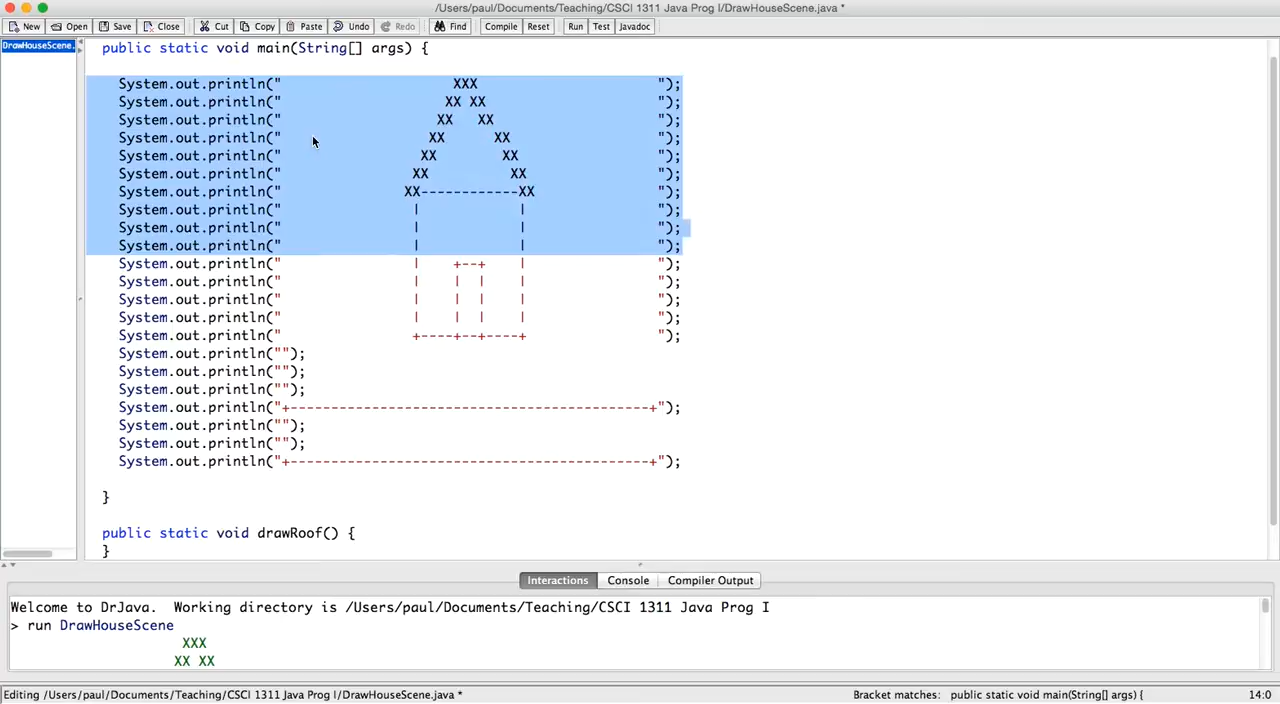 /Users/paul/Documents/Teaching/CSCI 1311 Java Prog I/DrawHouseScene.java *
New Open Save Close Cut Copy Paste Undo Redo Find Compile Reset Run Test Javadoc
DrawHouseScene.
public static void main(String[] args) {
System.out.println("                     XXX                      ");
System.out.println("                    XX XX                     ");
System.out.println("                   XX   XX                    ");
System.out.println("                  XX      XX                  ");
System.out.println("                 XX        XX                 ");
System.out.println("                XX          XX                ");
System.out.println("               XX------------XX               ");
System.out.println("                |            |                ");
System.out.println("                |            |                ");
System.out.println("                |            |                ");
System.out.println("                |    +--+    |                ");
System.out.println("                |    |  |    |                ");
System.out.println("                |    |  |    |                ");
System.out.println("                |    |  |    |                ");
System.out.println("                +----+--+----+                ");
System.out.println("");
System.out.println("");
System.out.println("");
System.out.println("+--------------------------------------------+");
System.out.println("");
System.out.println("");
System.out.println("+--------------------------------------------+");
}
public static void drawRoof() {
}
Interactions Console Compiler Output
Welcome to DrJava.  Working directory is /Users/paul/Documents/Teaching/CSCI 1311 Java Prog I
> run DrawHouseScene
XXX
XX XX
Editing /Users/paul/Documents/Teaching/CSCI 1311 Java Prog I/DrawHouseScene.java * Bracket matches: public static void main(String[] args) { 14:0